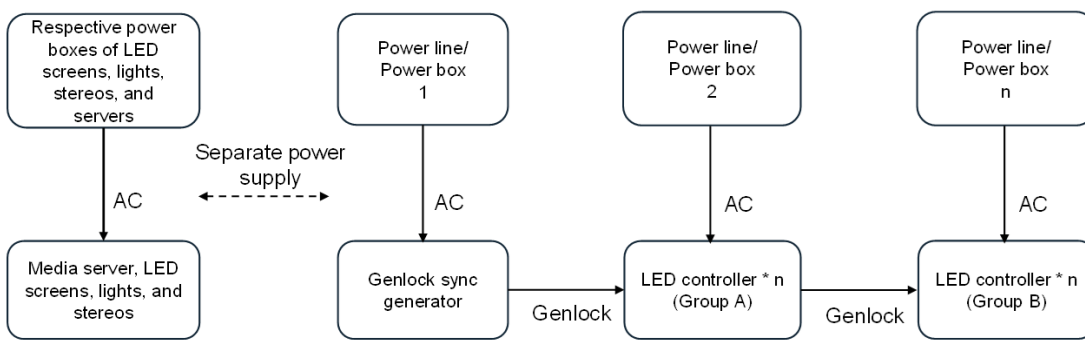 Respective power
boxes of LED
screens, lights,
stereos, and
servers
Power line/
Power box
1
Power line/
Power box
2
Power line/
Power box
n
Separate power
supply
AC
AC
AC
AC
Media server, LED
screens, lights, and
stereos
Genlock sync
generator
Genlock
LED controller * n
(Group A)
Genlock
LED controller * n
(Group B)